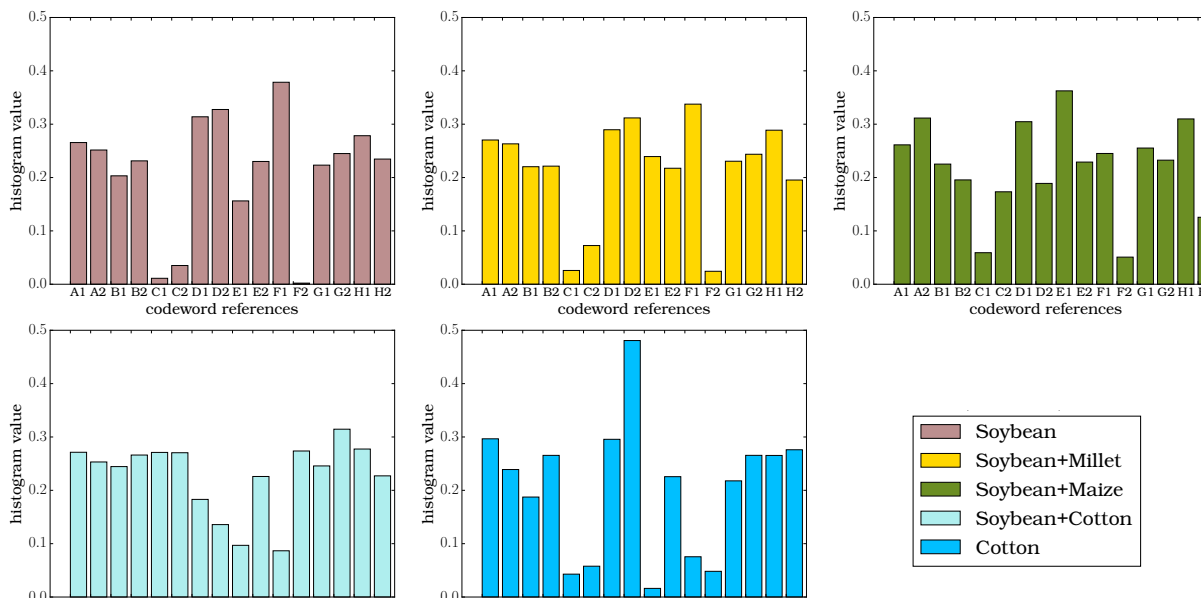 0.5 0.5 0.5
0.4 0.4 0.4
0.3 0.3 0.3
0.2 0.2 0.2
0.1 0.1 0.1
0.0 0.0 0.0
histogram value histogram value histogram value
A1 A2 B1 B2 C1 C2 D1 D2 E1 E2 F1 F2 G1 G2 H1 H2
A1 A2 B1 B2 C1 C2 D1 D2 E1 E2 F1 F2 G1 G2 H1 H2
A1 A2 B1 B2 C1 C2 D1 D2 E1 E2 F1 F2 G1 G2 H1
codeword references codeword references codeword references
0.5 0.5
0.4 0.4
0.3 0.3
0.2 0.2
0.1 0.1
0.0 0.0
histogram value histogram value
Soybean
Soybean+Millet
Soybean+Maize
Soybean+Cotton
Cotton